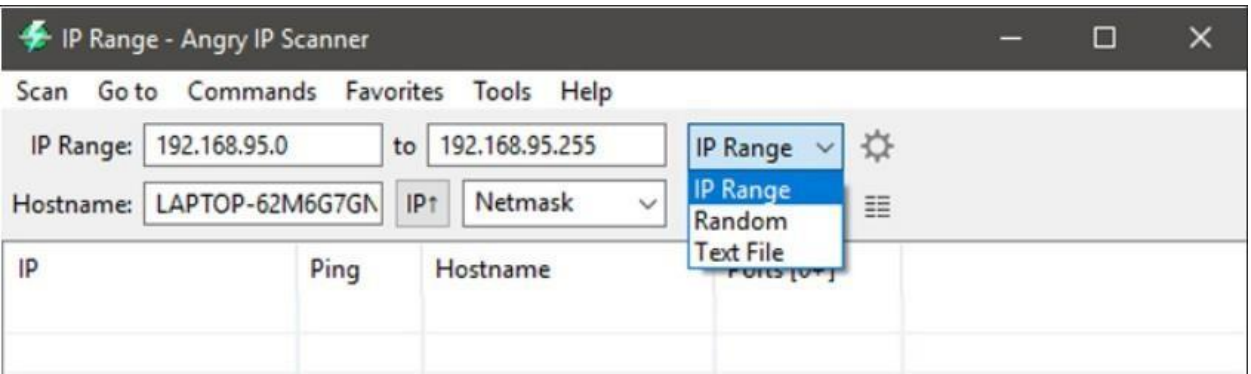 IP Range - Angry IP Scanner
Scan Go to Commands Favorites Tools Help
IP Range: 192.168.95.0 to 192.168.95.255 IP Range
Hostname: LAPTOP-62M6G7GN IP↑ Netmask
IP Range
Random
Text File
IP Ping Hostname Ports [0+]